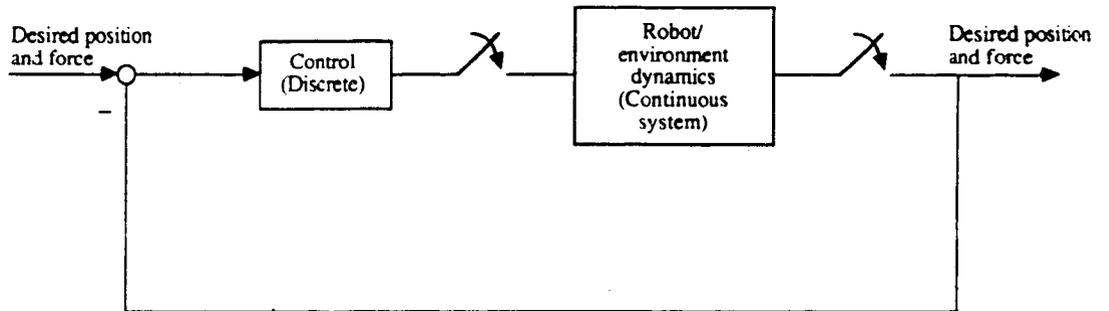 Desired position
and force
Control
(Discrete)
Robot/
environment
dynamics
(Continuous
system)
Desired position
and force
–